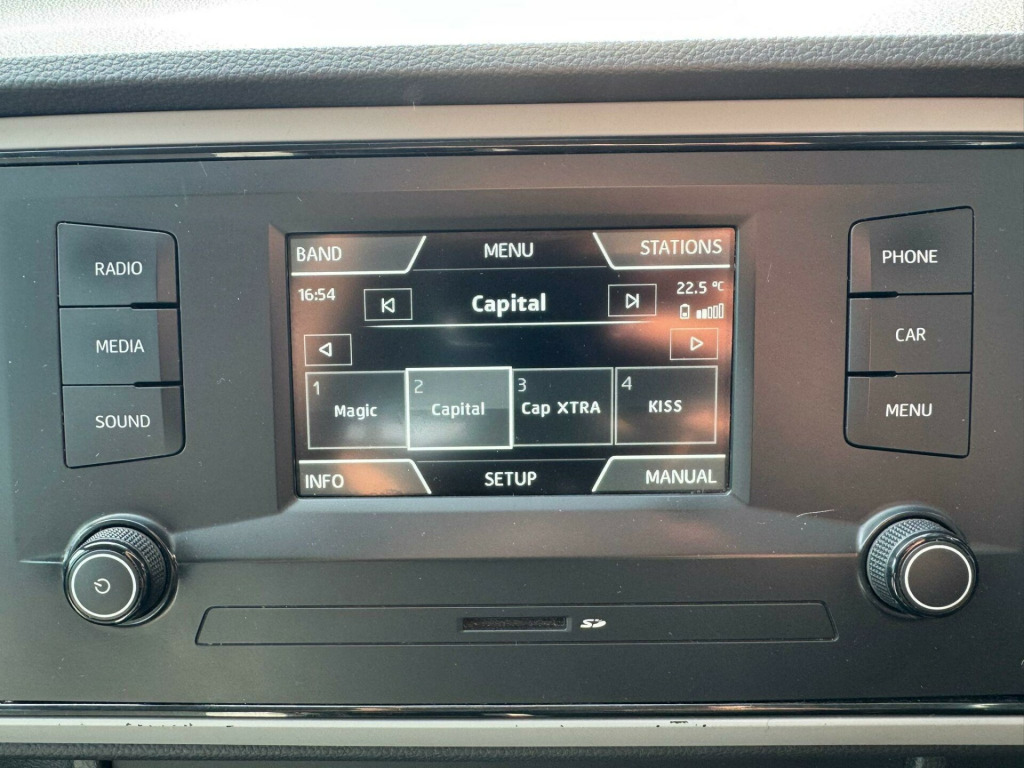 BAND MENU STATIONS
16:54 Capital 22.5 °C
1 Magic
2 Capital
3 Cap XTRA
4 KISS
INFO SETUP MANUAL
RADIO
MEDIA
SOUND
PHONE
CAR
MENU
SD